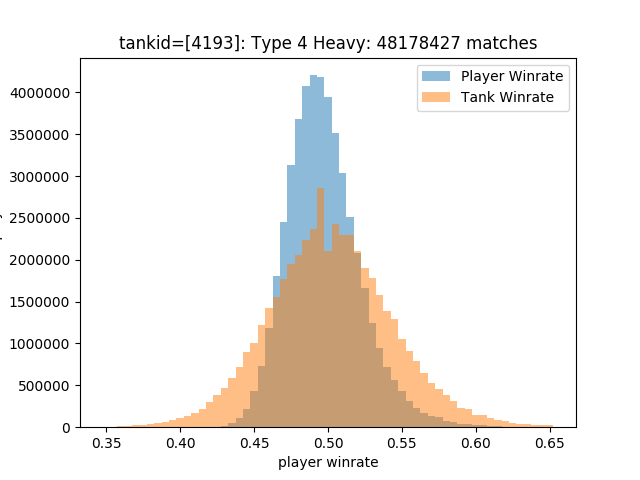 tankid=[4193]: Type 4 Heavy: 48178427 matches
Player Winrate
Tank Winrate
4000000
3500000
3000000
2500000
2000000
1500000
1000000
500000
0
0.35 0.40 0.45 0.50 0.55 0.60 0.65
player winrate